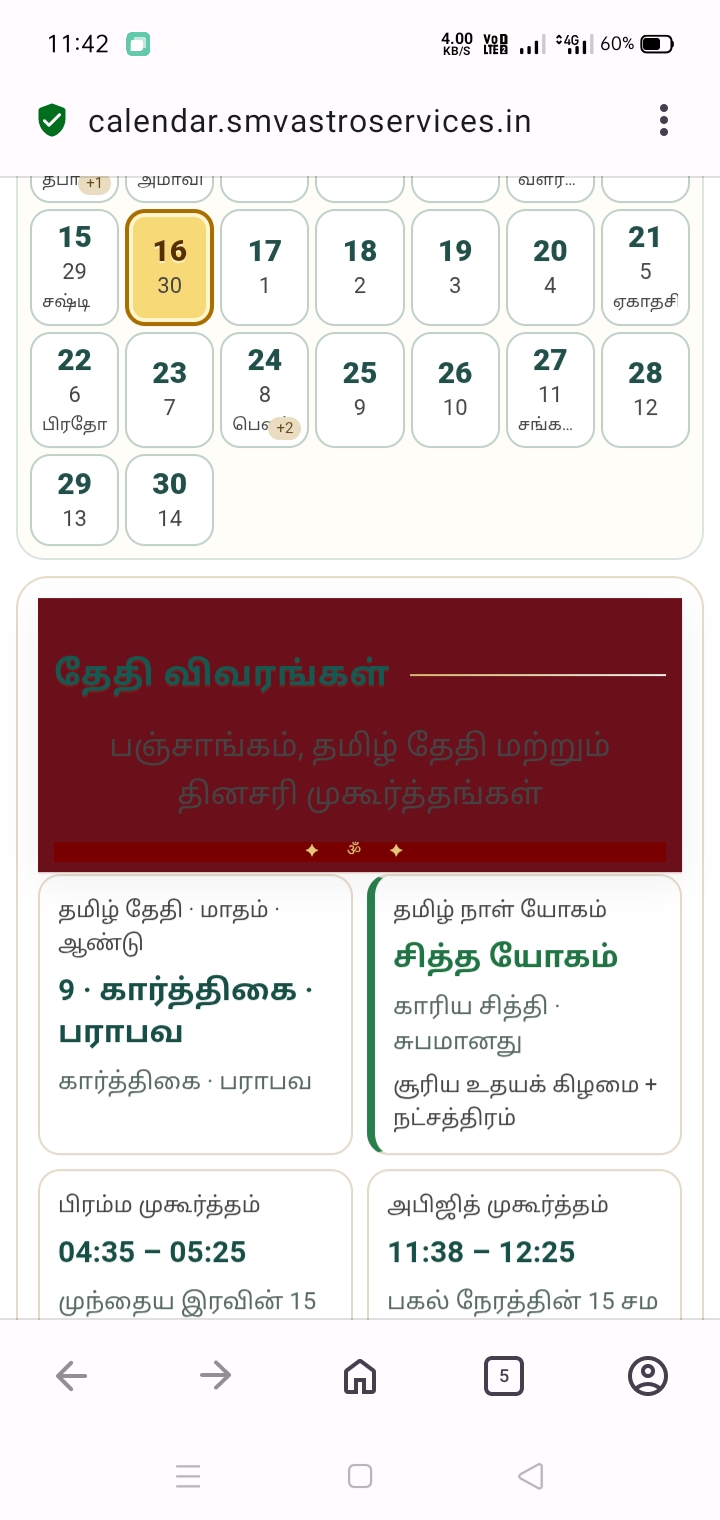 11:42
4.00 KB/S VoD LTE2 4G 60%
calendar.smvastroservices.in
+1 அமாவா வளர்...
15 16 17 18 19 20 21
29 30 1 2 3 4 5
சஷ்டி ஏகாதசி
22 23 24 25 26 27 28
6 7 8 9 10 11 12
பிரதோ பௌ +2 சங்க...
29 30
13 14
தேதி விவரங்கள்
பஞ்சாங்கம், தமிழ் தேதி மற்றும்
தினசரி முகூர்த்தங்கள்
✦ ॐ ✦
தமிழ் தேதி · மாதம் ·
ஆண்டு
9 · கார்த்திகை ·
பராபவ
கார்த்திகை · பராபவ
தமிழ் நாள் யோகம்
சித்த யோகம்
காரிய சித்தி ·
சுபமானது
சூரிய உதயக் கிழமை +
நட்சத்திரம்
பிரம்ம முகூர்த்தம்
04:35 – 05:25
முந்தைய இரவின் 15
அபிஜித் முகூர்த்தம்
11:38 – 12:25
பகல் நேரத்தின் 15 சம
5